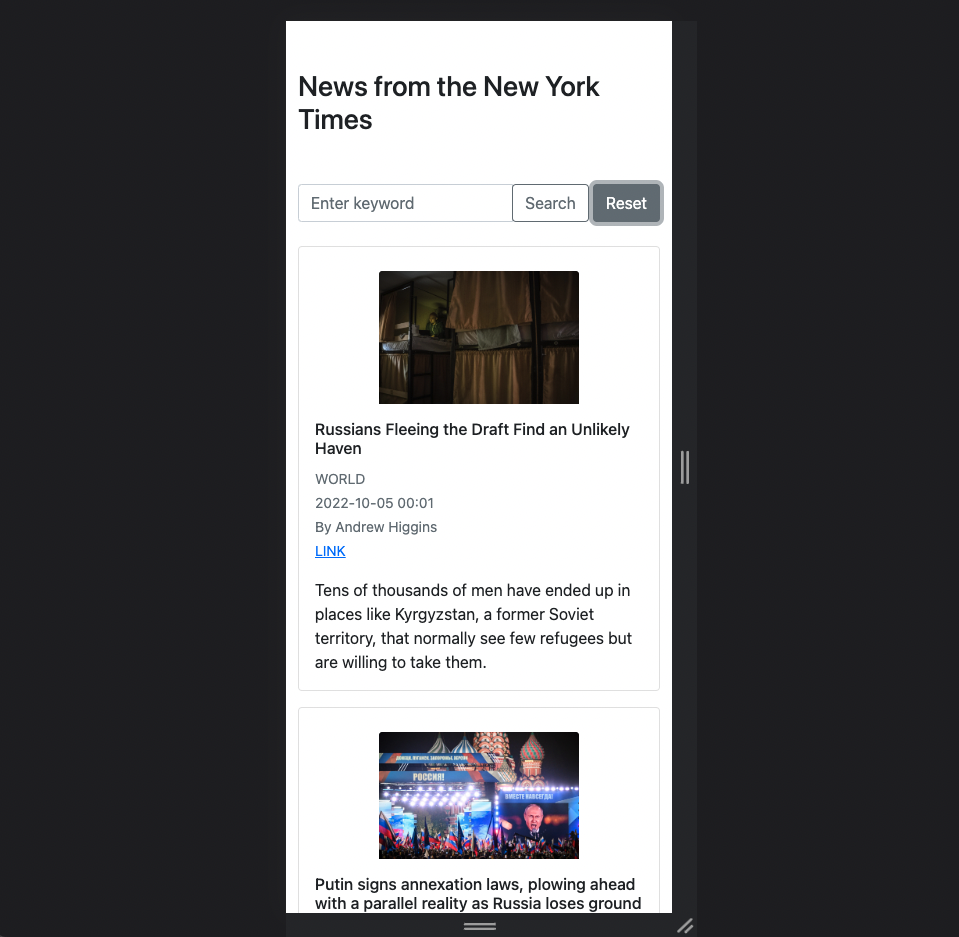 News from the New York
Times
Enter keyword
Search
Reset
Russians Fleeing the Draft Find an Unlikely
Haven
WORLD
2022-10-05 00:01
By Andrew Higgins
LINK
Tens of thousands of men have ended up in
places like Kyrgyzstan, a former Soviet
territory, that normally see few refugees but
are willing to take them.
РОССИЯ!
ВМЕСТЕ НАВСЕГДА!
Putin signs annexation laws, plowing ahead
with a parallel reality as Russia loses ground